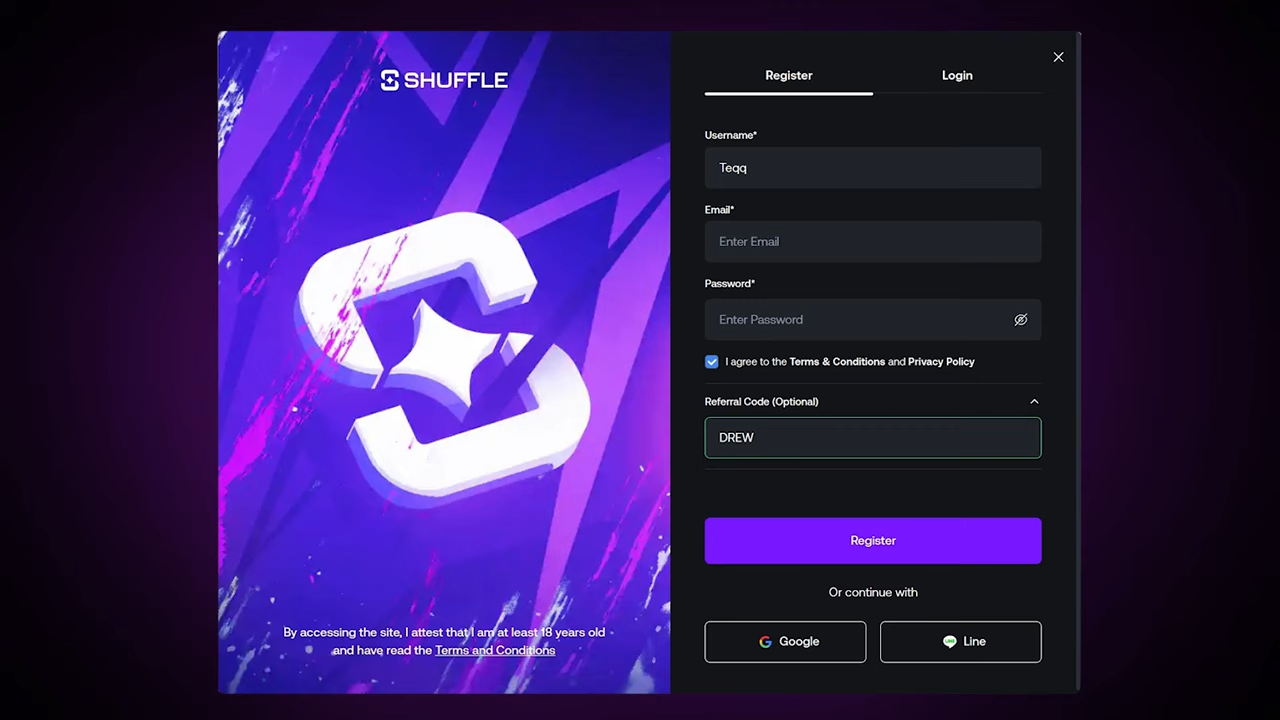 SHUFFLE
By accessing the site, I attest that I am at least 18 years old
and have read the Terms and Conditions
Register
Login
Username*
Teqq
Email*
Enter Email
Password*
Enter Password
I agree to the Terms & Conditions and Privacy Policy
Referral Code (Optional)
DREW
Register
Or continue with
Google
LINE Line